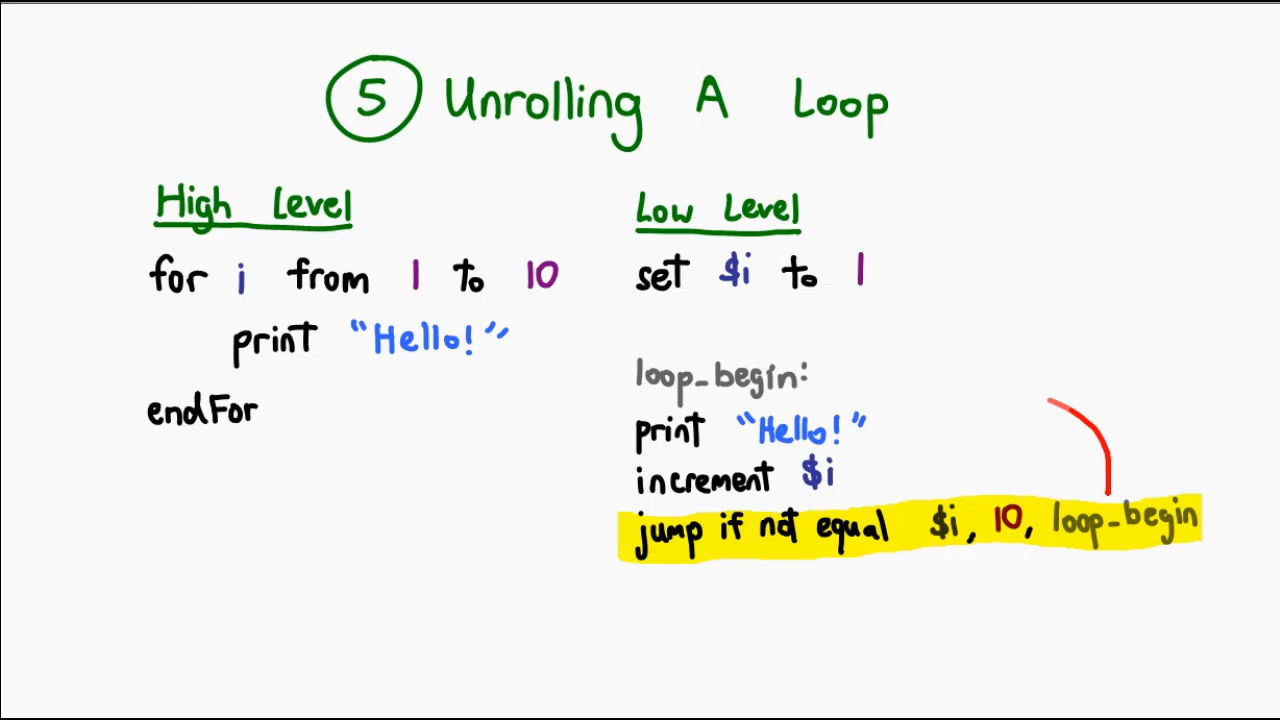 5 Unrolling A Loop
High Level
for i from 1 to 10
print "Hello!"
endFor
Low Level
set $i to 1
loop_begin:
print "Hello!"
increment $i
jump if not equal $i, 10, loop_begin